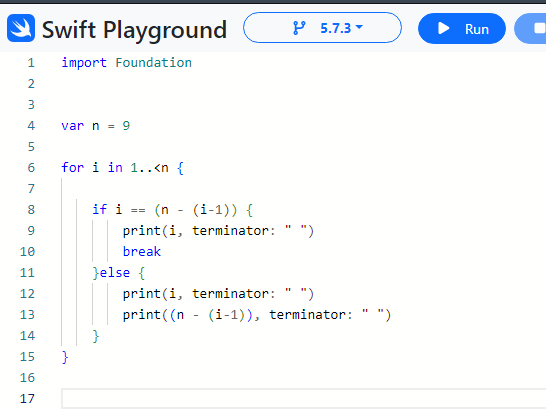 Swift Playground 5.7.3 Run
1 import Foundation
2
3
4 var n = 9
5
6 for i in 1..<n {
7
8 if i == (n - (i-1)) {
9 print(i, terminator: " ")
10 break
11 }else {
12 print(i, terminator: " ")
13 print((n - (i-1)), terminator: " ")
14 }
15 }
16
17